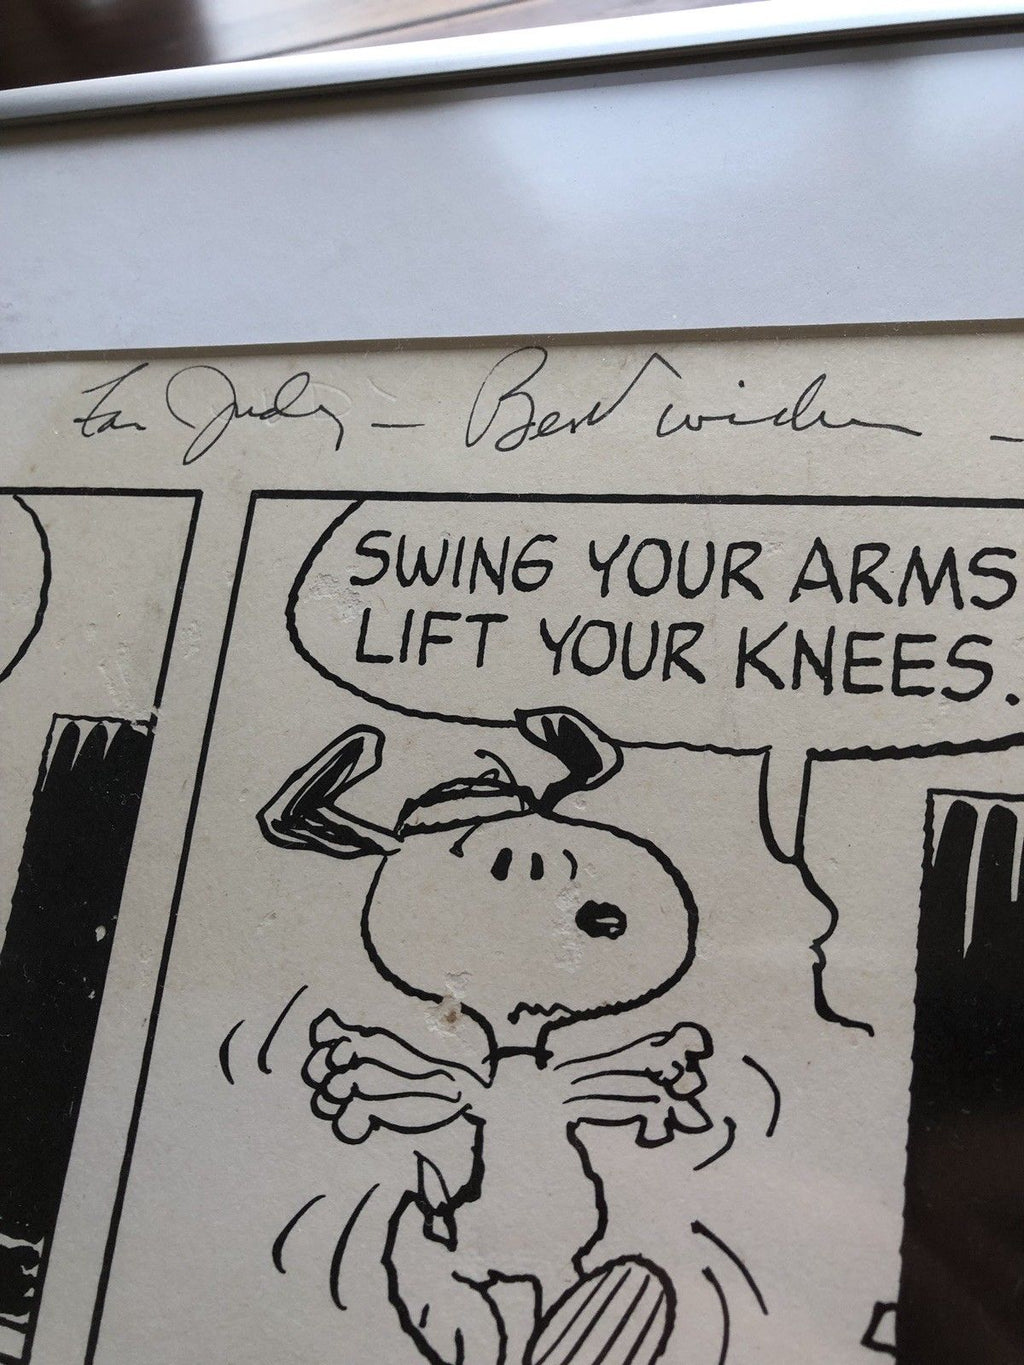 For Judy — Best wishes —
SWING YOUR ARMS
LIFT YOUR KNEES.